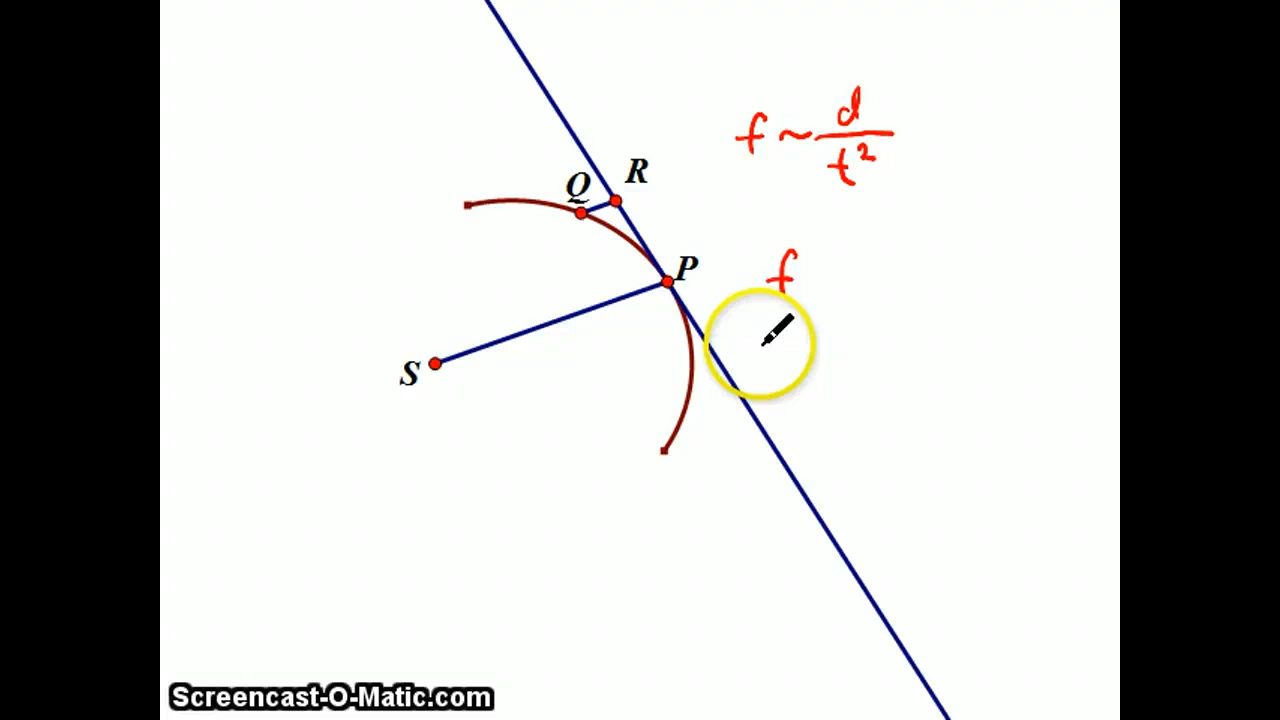 f ~ d/t²
Q R
P
f
S
Screencast-O-Matic.com